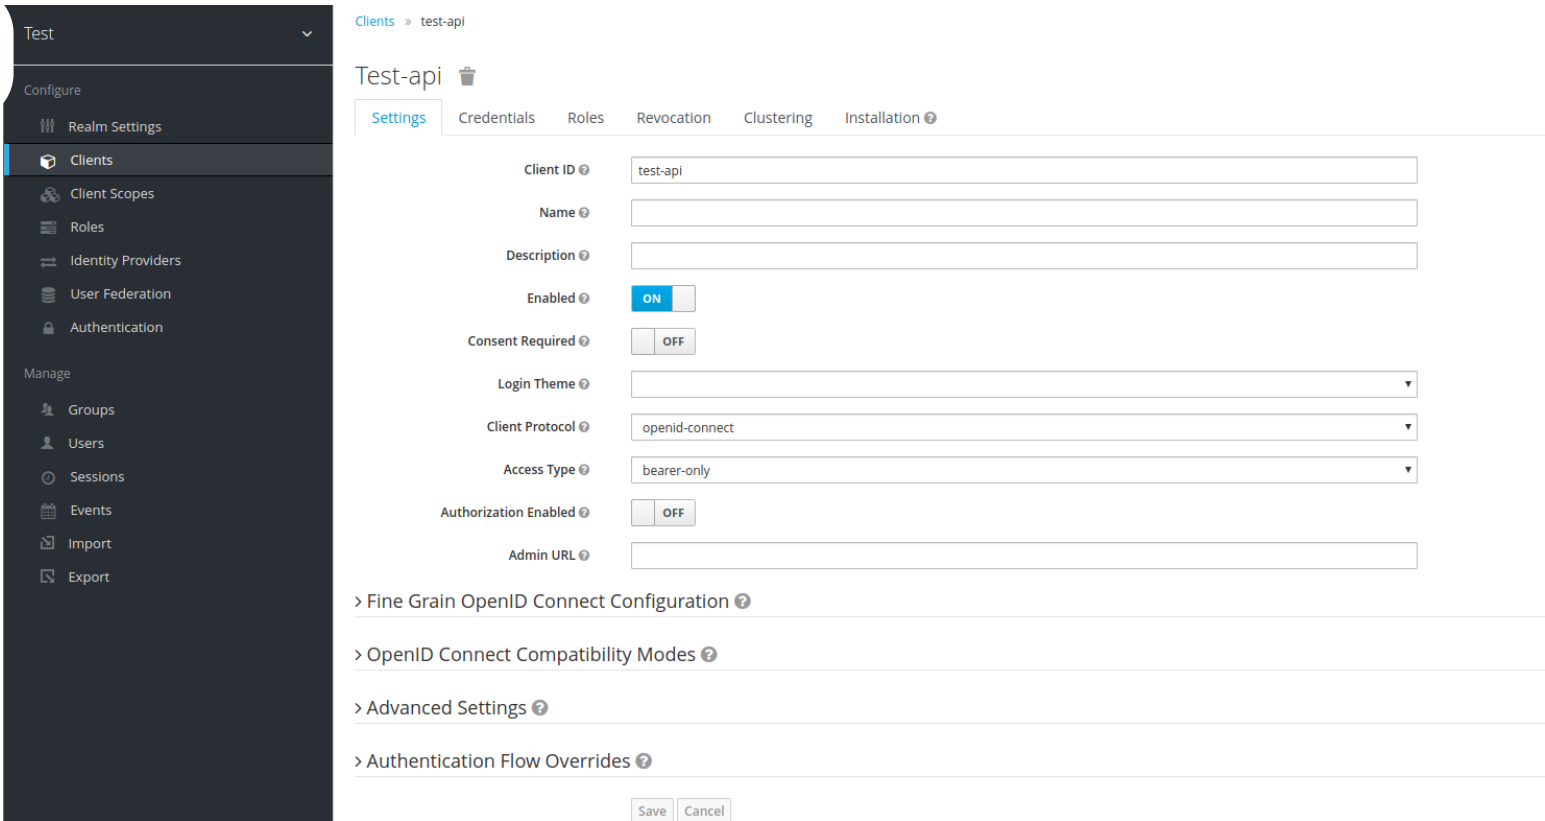 Test
Configure
Realm Settings
Clients
Client Scopes
Roles
Identity Providers
User Federation
Authentication
Manage
Groups
Users
Sessions
Events
Import
Export
Clients » test-api
Test-api
Settings Credentials Roles Revocation Clustering Installation
Client ID test-api
Name
Description
Enabled ON
Consent Required OFF
Login Theme
Client Protocol openid-connect
Access Type bearer-only
Authorization Enabled OFF
Admin URL
Fine Grain OpenID Connect Configuration
OpenID Connect Compatibility Modes
Advanced Settings
Authentication Flow Overrides
Save Cancel